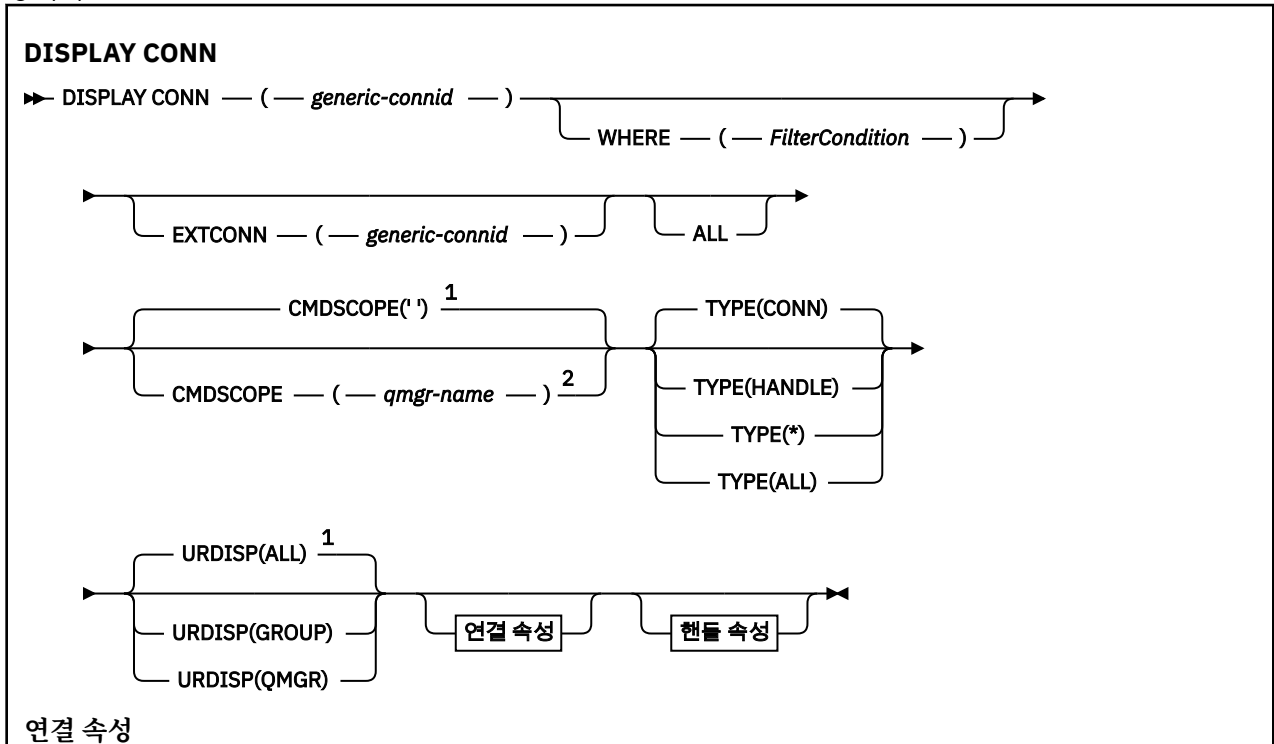 DISPLAY CONN
DISPLAY CONN ( generic-connid )
WHERE ( FilterCondition )
EXTCONN ( generic-connid )
ALL
CMDSCOPE(' ') 1
TYPE(CONN)
CMDSCOPE ( qmgr-name ) 2
TYPE(HANDLE)
TYPE(*)
TYPE(ALL)
URDISP(ALL) 1
URDISP(GROUP)
연결 속성
핸들 속성
URDISP(QMGR)
연결 속성